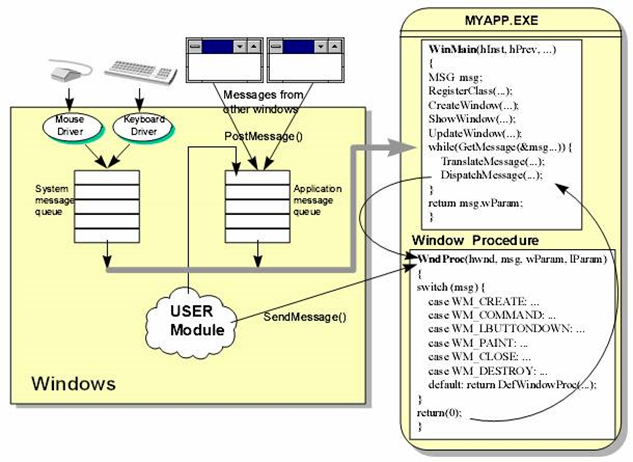 MYAPP.EXE
WinMain(hInst, hPrev, ...)
{
MSG msg;
RegisterClass(...);
CreateWindow(...);
ShowWindow(...);
UpdateWindow(...);
while(GetMessage(&msg...)) {
TranslateMessage(...);
DispatchMessage(...);
}
return msg.wParam;
}
Window Procedure
WndProc(hwnd, msg, wParam, lParam)
{
switch (msg) {
case WM_CREATE: ...
case WM_COMMAND: ...
case WM_LBUTTONDOWN: ...
case WM_PAINT: ...
case WM_CLOSE: ...
case WM_DESTROY: ...
default: return DefWindowProc(...);
}
return(0);
}
Messages from
other windows
PostMessage()
Mouse
Driver
Keyboard
Driver
System
message
queue
Application
message
queue
USER
Module
SendMessage()
Windows